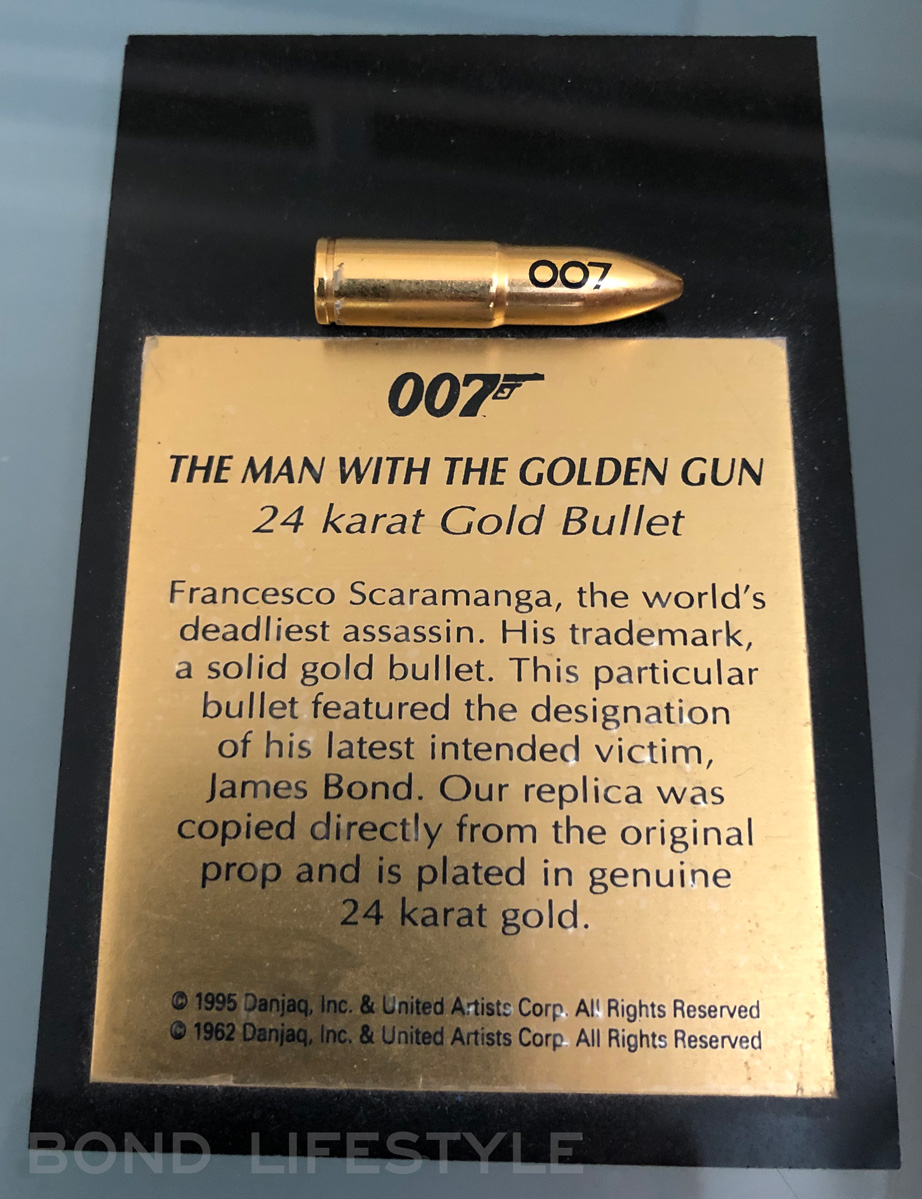 007
007
THE MAN WITH THE GOLDEN GUN
24 karat Gold Bullet
Francesco Scaramanga, the world's
deadliest assassin. His trademark,
a solid gold bullet. This particular
bullet featured the designation
of his latest intended victim,
James Bond. Our replica was
copied directly from the original
prop and is plated in genuine
24 karat gold.
© 1995 Danjaq, Inc. & United Artists Corp. All Rights Reserved
© 1962 Danjaq, Inc. & United Artists Corp. All Rights Reserved
BOND LIFESTYLE